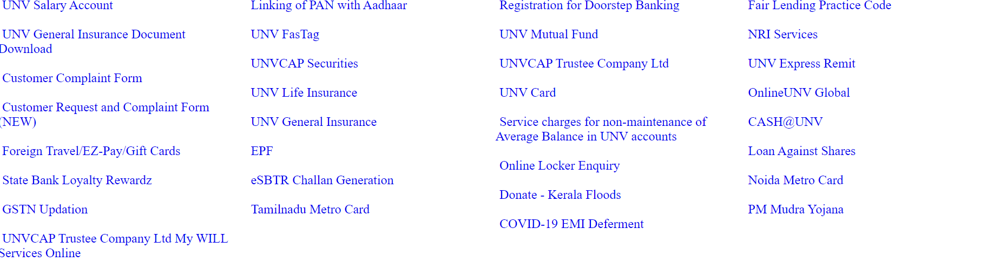 UNV Salary Account
UNV General Insurance Document
Download
Customer Complaint Form
Customer Request and Complaint Form
(NEW)
Foreign Travel/EZ-Pay/Gift Cards
State Bank Loyalty Rewardz
GSTN Updation
UNVCAP Trustee Company Ltd My WILL
Services Online
Linking of PAN with Aadhaar
UNV FasTag
UNVCAP Securities
UNV Life Insurance
UNV General Insurance
EPF
eSBTR Challan Generation
Tamilnadu Metro Card
Registration for Doorstep Banking
UNV Mutual Fund
UNVCAP Trustee Company Ltd
UNV Card
Service charges for non-maintenance of
Average Balance in UNV accounts
Online Locker Enquiry
Donate - Kerala Floods
COVID-19 EMI Deferment
Fair Lending Practice Code
NRI Services
UNV Express Remit
OnlineUNV Global
CASH@UNV
Loan Against Shares
Noida Metro Card
PM Mudra Yojana